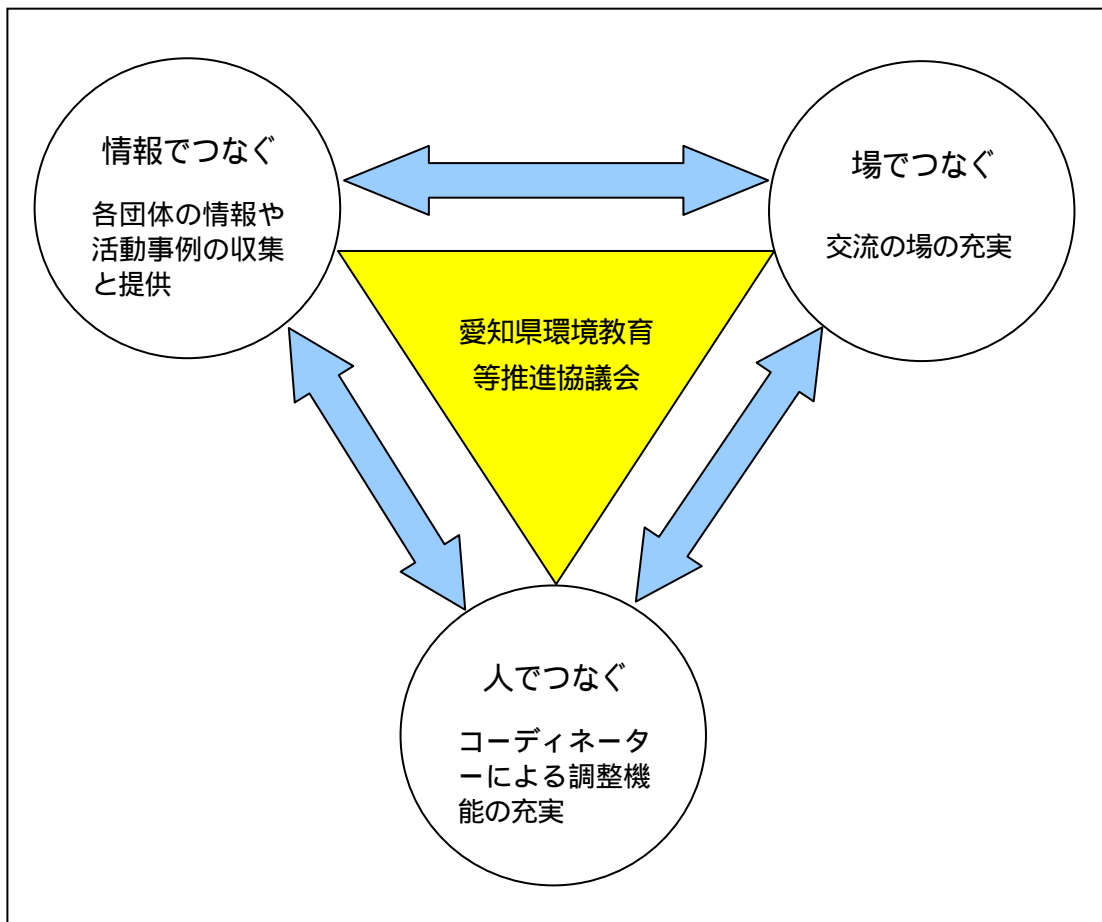 情報でつなぐ
各団体の情報や
活動事例の収集
と提供
場でつなぐ
交流の場の充実
愛知県環境教育
等推進協議会
人でつなぐ
コーディネータ
ーによる調整機
能の充実